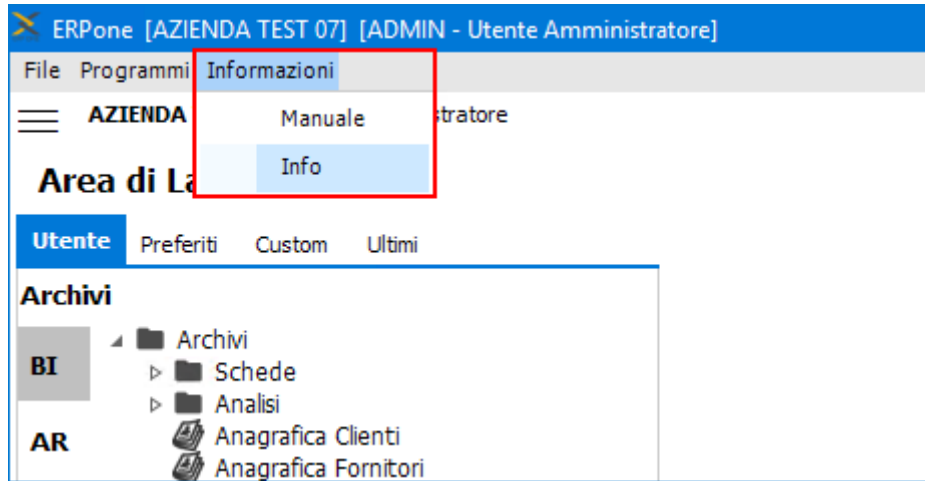 ERPone [AZIENDA TEST 07] [ADMIN - Utente Amministratore]
File Programmi Informazioni
AZIENDA stratore
Manuale
Info
Area di La
Utente Preferiti Custom Ultimi
Archivi
Archivi
BI
Schede
Analisi
AR
Anagrafica Clienti
Anagrafica Fornitori